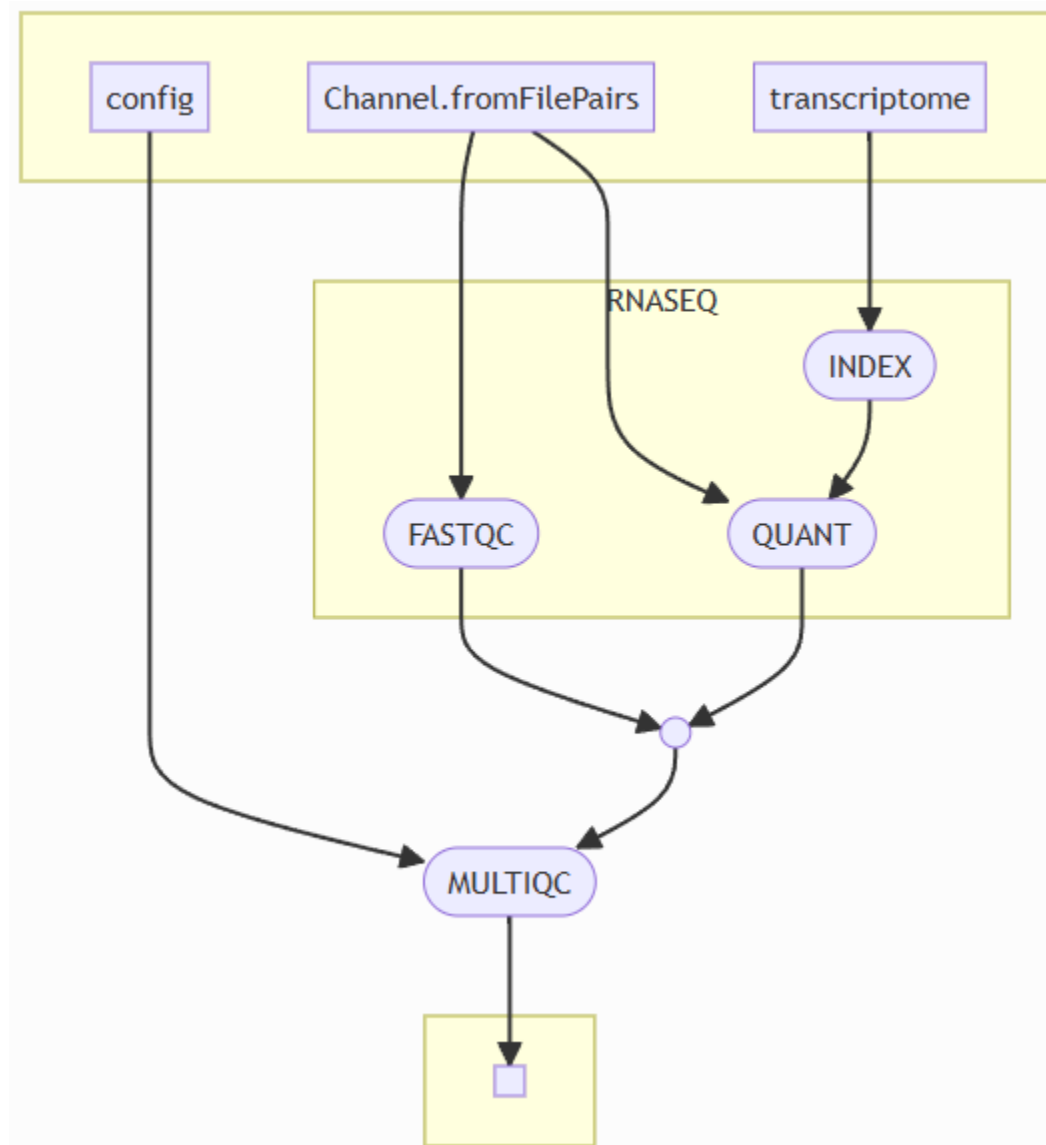 config
Channel.fromFilePairs
transcriptome
RNASEQ
INDEX
FASTQC
QUANT
MULTIQC